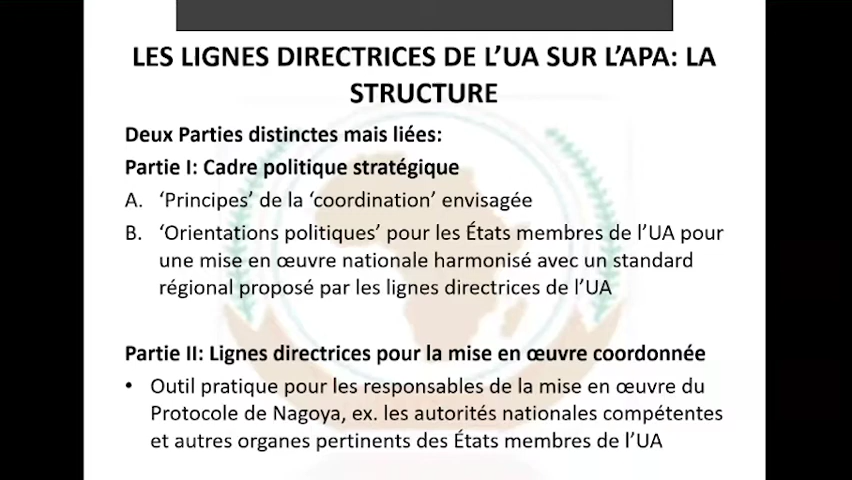 LES LIGNES DIRECTRICES DE L’UA SUR L’APA: LA
STRUCTURE
Deux Parties distinctes mais liées:
Partie I: Cadre politique stratégique
A. ‘Principes’ de la ‘coordination’ envisagée
B. ‘Orientations politiques’ pour les États membres de l’UA pour
une mise en œuvre nationale harmonisé avec un standard
régional proposé par les lignes directrices de l’UA
Partie II: Lignes directrices pour la mise en œuvre coordonnée
• Outil pratique pour les responsables de la mise en œuvre du
Protocole de Nagoya, ex. les autorités nationales compétentes
et autres organes pertinents des États membres de l’UA